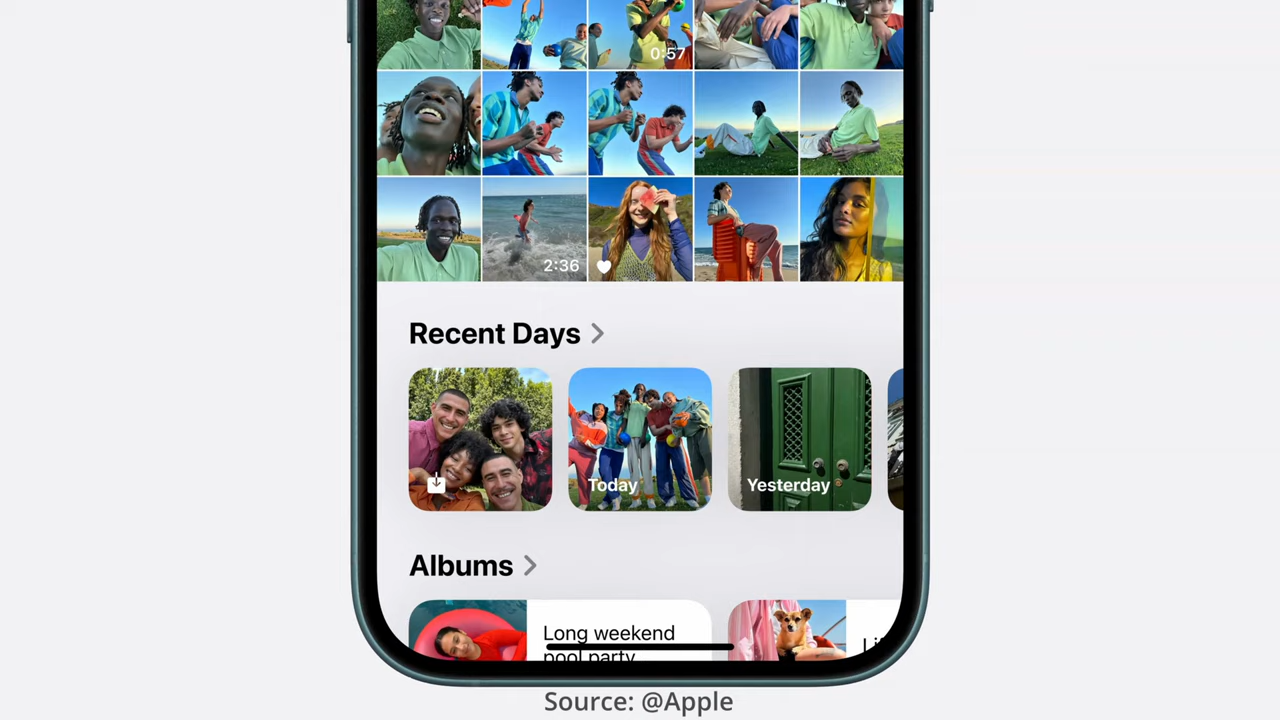 0:57
2:36
Recent Days
Today
Yesterday
Albums
Long weekend
pool party
Source: @Apple